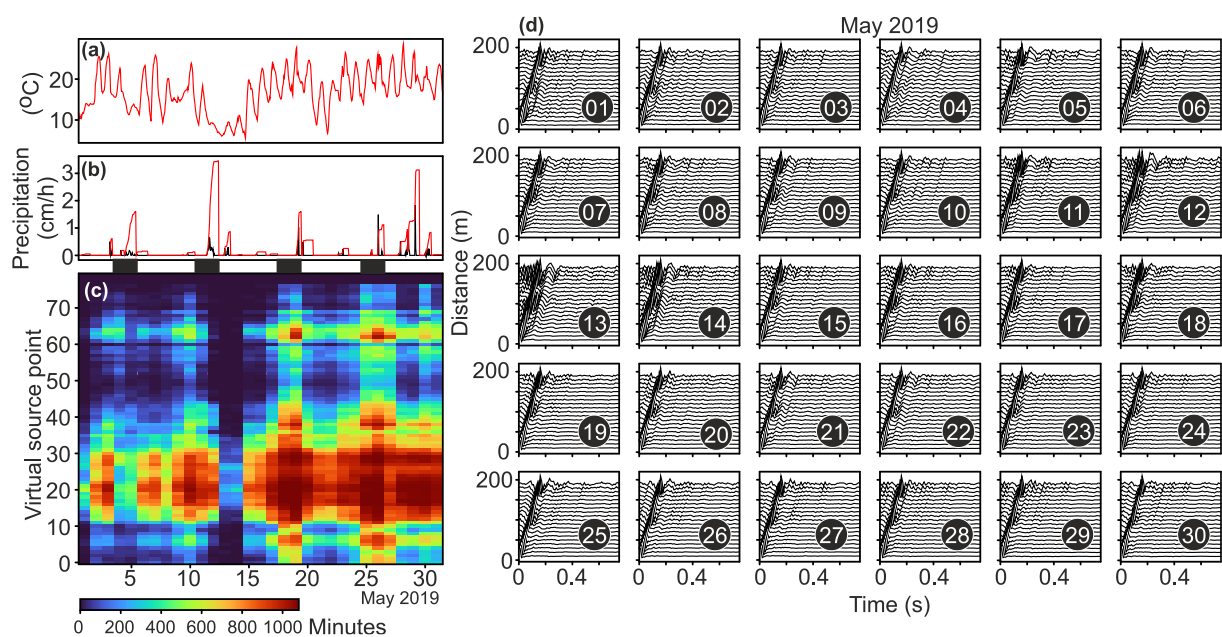 (a)
(ºC)
20
10
(b)
Precipitation
(cm/h)
3
2
1
0
(c)
Virtual source point
70
60
50
40
30
20
10
0
5 10 15 20 25 30
May 2019
0 200 400 600 800 1000 Minutes
(d) May 2019
Distance (m)
200
0
01 02 03 04 05 06
200
0
07 08 09 10 11 12
200
0
13 14 15 16 17 18
200
0
19 20 21 22 23 24
200
0
25 26 27 28 29 30
0 0.4 0 0.4 0 0.4 0 0.4 0 0.4 0 0.4
Time (s)